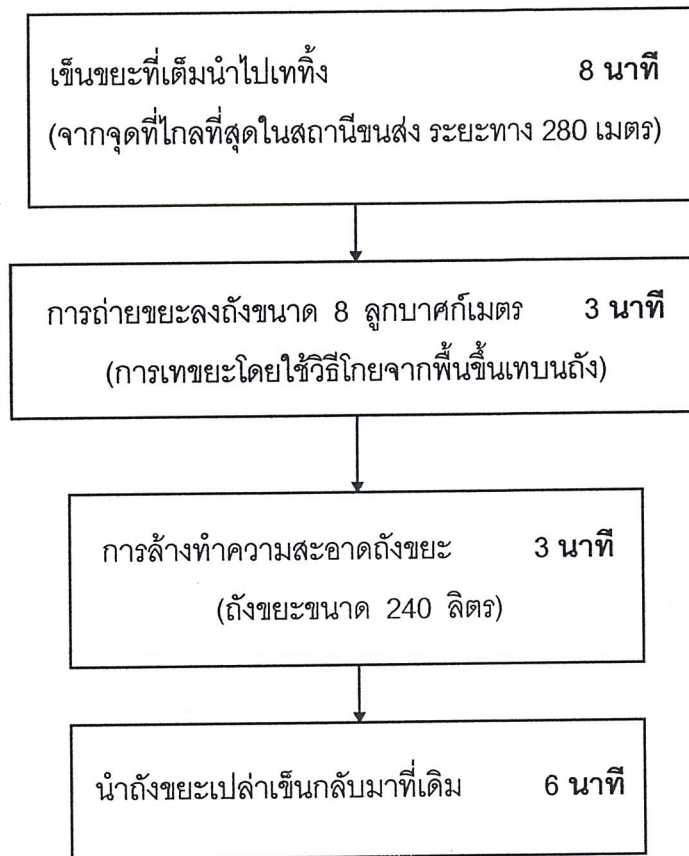 เข็นขยะที่เต็มนำไปเททิ้ง 8 นาที
(จากจุดที่ไกลที่สุดในสถานีขนส่ง ระยะทาง 280 เมตร)
การถ่ายขยะลงถังขนาด 8 ลูกบาศก์เมตร 3 นาที
(การเทขยะโดยใช้วิธีโกยจากพื้นขึ้นเทบนถัง)
การล้างทำความสะอาดถังขยะ 3 นาที
(ถังขยะขนาด 240 ลิตร)
นำถังขยะเปล่าเข็นกลับมาที่เดิม 6 นาที